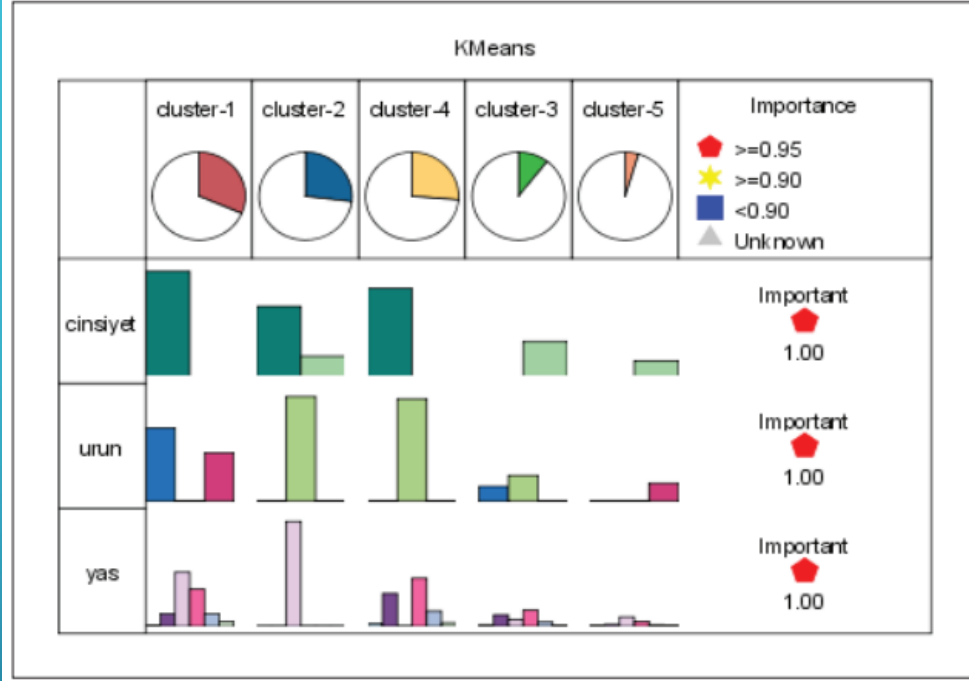 KMeans
cluster-1 cluster-2 cluster-4 cluster-3 cluster-5 Importance
>=0.95
>=0.90
<0.90
Unknown
cinsiyet Important
1.00
urun Important
1.00
yas Important
1.00